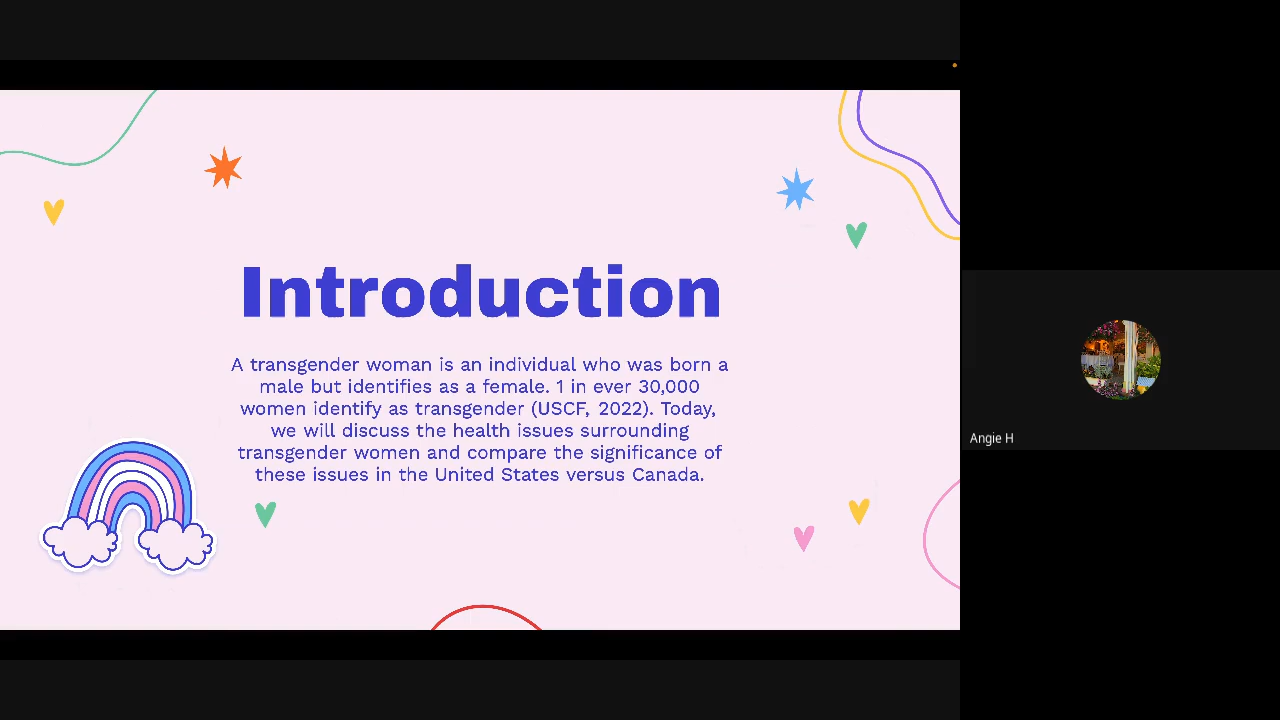 Introduction
A transgender woman is an individual who was born a
male but identifies as a female. 1 in ever 30,000
women identify as transgender (USCF, 2022). Today,
we will discuss the health issues surrounding
transgender women and compare the significance of
these issues in the United States versus Canada.
Angie H